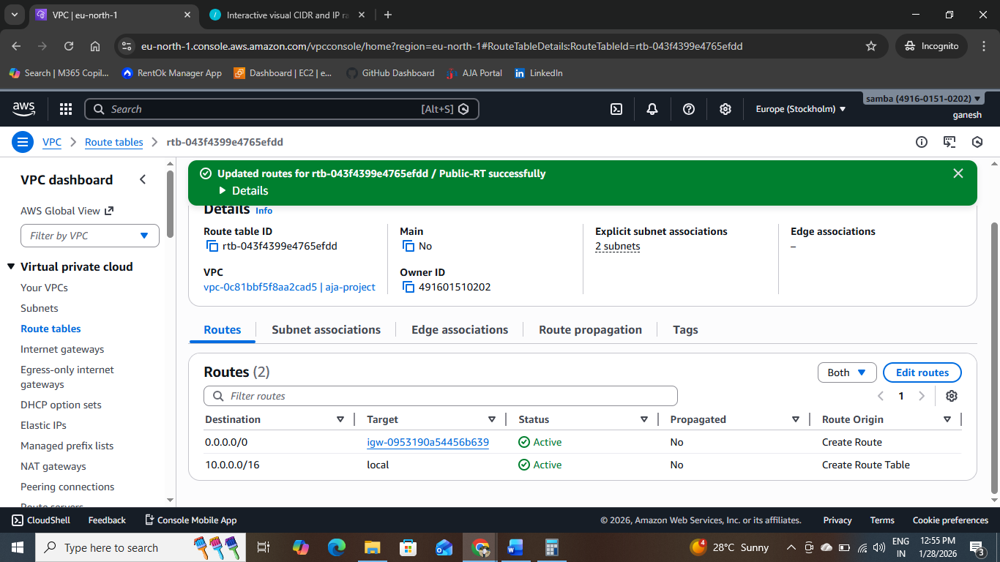 VPC | eu-north-1
Interactive visual CIDR and IP ra
eu-north-1.console.aws.amazon.com/vpcconsole/home?region=eu-north-1#RouteTableDetails:RouteTableId=rtb-043f4399e4765efdd
Incognito
Search | M365 Copil...
RentOk Manager App
Dashboard | EC2 | e...
GitHub Dashboard
AJA Portal
LinkedIn
aws
Search
[Alt+S]
Europe (Stockholm)
samba (4916-0151-0202)
ganesh
VPC
Route tables
rtb-043f4399e4765efdd
VPC dashboard
AWS Global View
Filter by VPC
Virtual private cloud
Your VPCs
Subnets
Route tables
Internet gateways
Egress-only internet
gateways
DHCP option sets
Elastic IPs
Managed prefix lists
NAT gateways
Peering connections
Route servers
Updated routes for rtb-043f4399e4765efdd / Public-RT successfully
Details
Details Info
Route table ID
rtb-043f4399e4765efdd
Main
No
Explicit subnet associations
2 subnets
Edge associations
–
VPC
vpc-0c81bbf5f8aa2cad5 | aja-project
Owner ID
491601510202
Routes
Subnet associations
Edge associations
Route propagation
Tags
Routes (2)
Both
Edit routes
Filter routes
1
Destination Target Status Propagated Route Origin
0.0.0.0/0 igw-0953190a54456b639 Active No Create Route
10.0.0.0/16 local Active No Create Route Table
CloudShell
Feedback
Console Mobile App
© 2026, Amazon Web Services, Inc. or its affiliates.
Privacy
Terms
Cookie preferences
Type here to search
4
28°C Sunny
ENG
IN
12:55 PM
1/28/2026
3